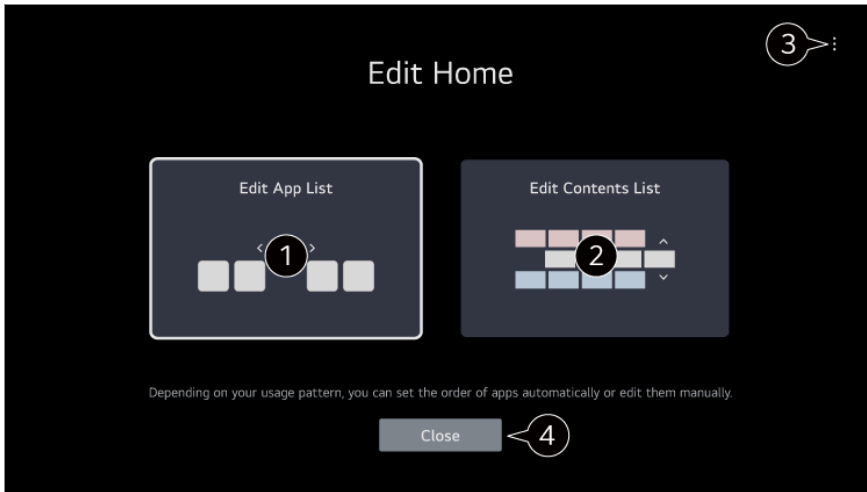 3
Edit Home
Edit App List
Edit Contents List
1
2
Depending on your usage pattern, you can set the order of apps automatically or edit them manually.
Close
4